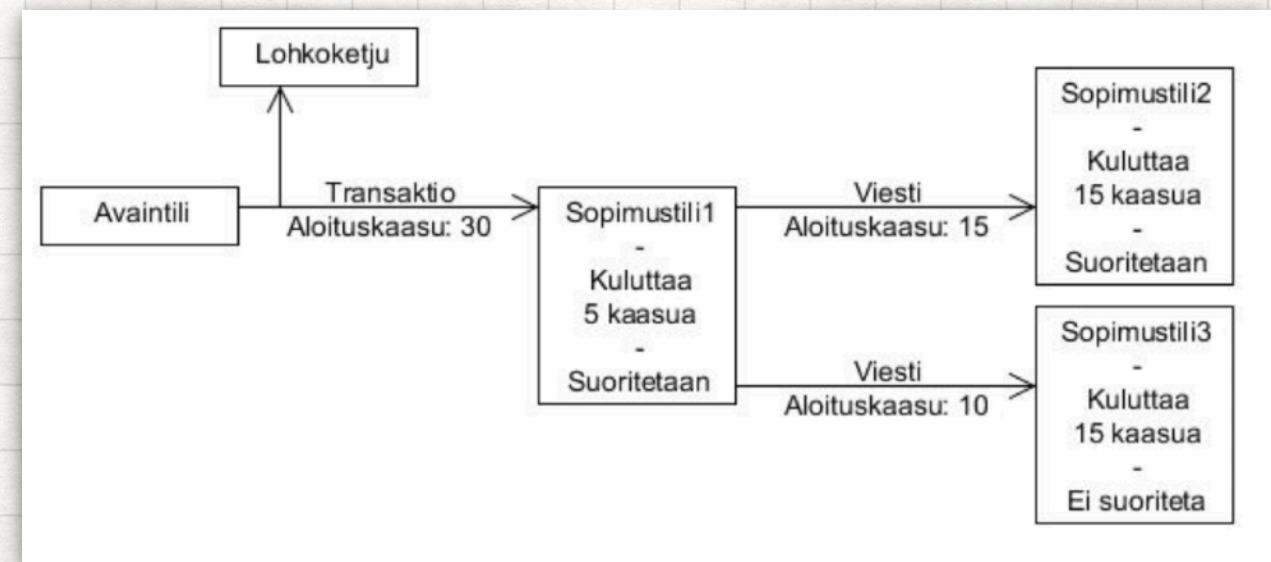 Lohkoketju
Avaintili
Transaktio
Aloituskaasu: 30
Sopimustili1
-
Kuluttaa
5 kaasua
-
Suoritetaan
Viesti
Aloituskaasu: 15
Sopimustili2
-
Kuluttaa
15 kaasua
-
Suoritetaan
Viesti
Aloituskaasu: 10
Sopimustili3
-
Kuluttaa
15 kaasua
-
Ei suoriteta